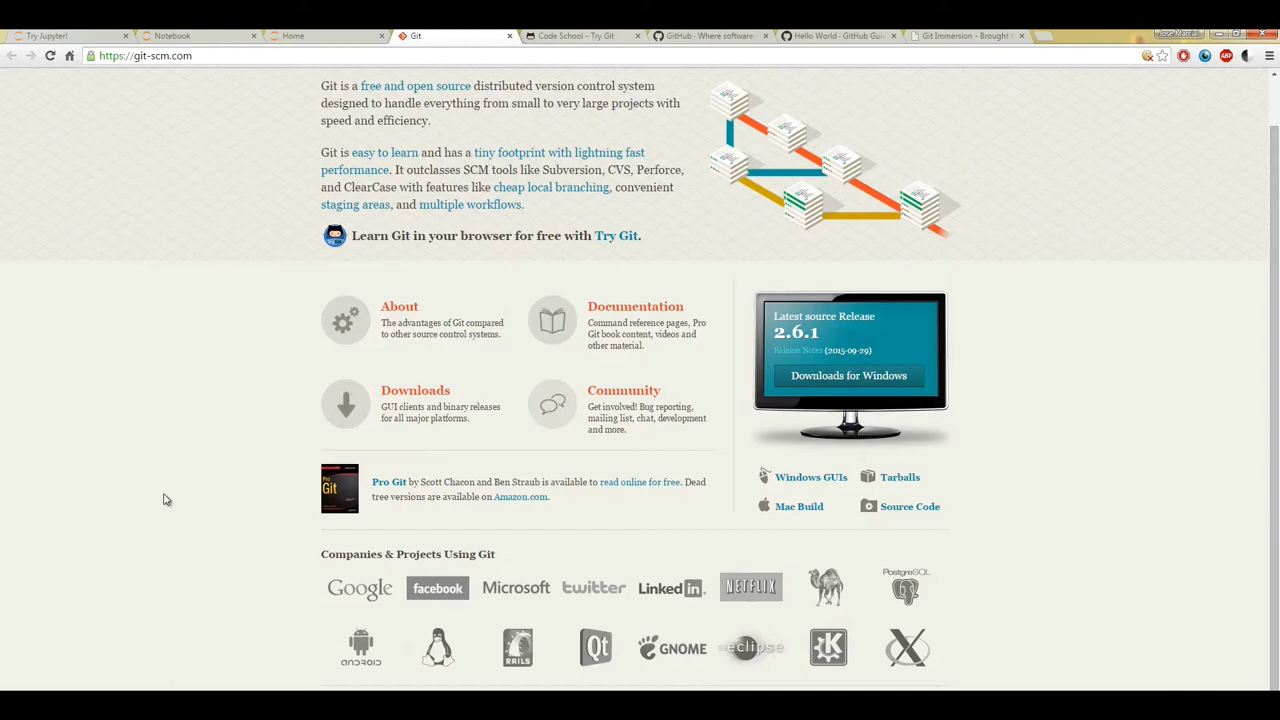 Try Jupyter!
Notebook
Home
Git
Code School - Try Git
GitHub · Where software
Hello World · GitHub Gui
Git Immersion - Brought t
Jose Marcial
https://git-scm.com
Git is a free and open source distributed version control system
designed to handle everything from small to very large projects with
speed and efficiency.
Git is easy to learn and has a tiny footprint with lightning fast
performance. It outclasses SCM tools like Subversion, CVS, Perforce,
and ClearCase with features like cheap local branching, convenient
staging areas, and multiple workflows.
Learn Git in your browser for free with Try Git.
About
The advantages of Git compared
to other source control systems.
Documentation
Command reference pages, Pro
Git book content, videos and
other material.
Downloads
GUI clients and binary releases
for all major platforms.
Community
Get involved! Bug reporting,
mailing list, chat, development
and more.
Latest source Release
2.6.1
Release Notes (2015-09-29)
Downloads for Windows
Windows GUIs
Tarballs
Mac Build
Source Code
Pro
Git
Pro Git by Scott Chacon and Ben Straub is available to read online for free. Dead
tree versions are available on Amazon.com.
Companies & Projects Using Git
Google
facebook
Microsoft
twitter
LinkedIn
NETFLIX
PostgreSQL
ANDROID
RAILS
Qt
GNOME
eclipse
K
X